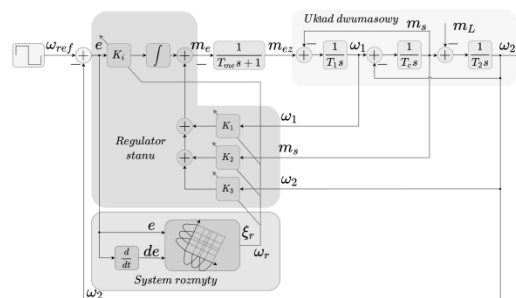 Układ dwumasowy
ω_ref e K_i ∫ m_e 1/(T_me s+1) m_ez 1/(T_1 s) ω_1 1/(T_c s) m_s m_L 1/(T_2 s) ω_2
K_1 ω_1
Regulator
stanu
K_2 m_s
K_3 ω_2
e ξ_r
d/dt de ω_r
System rozmyty
ω_2